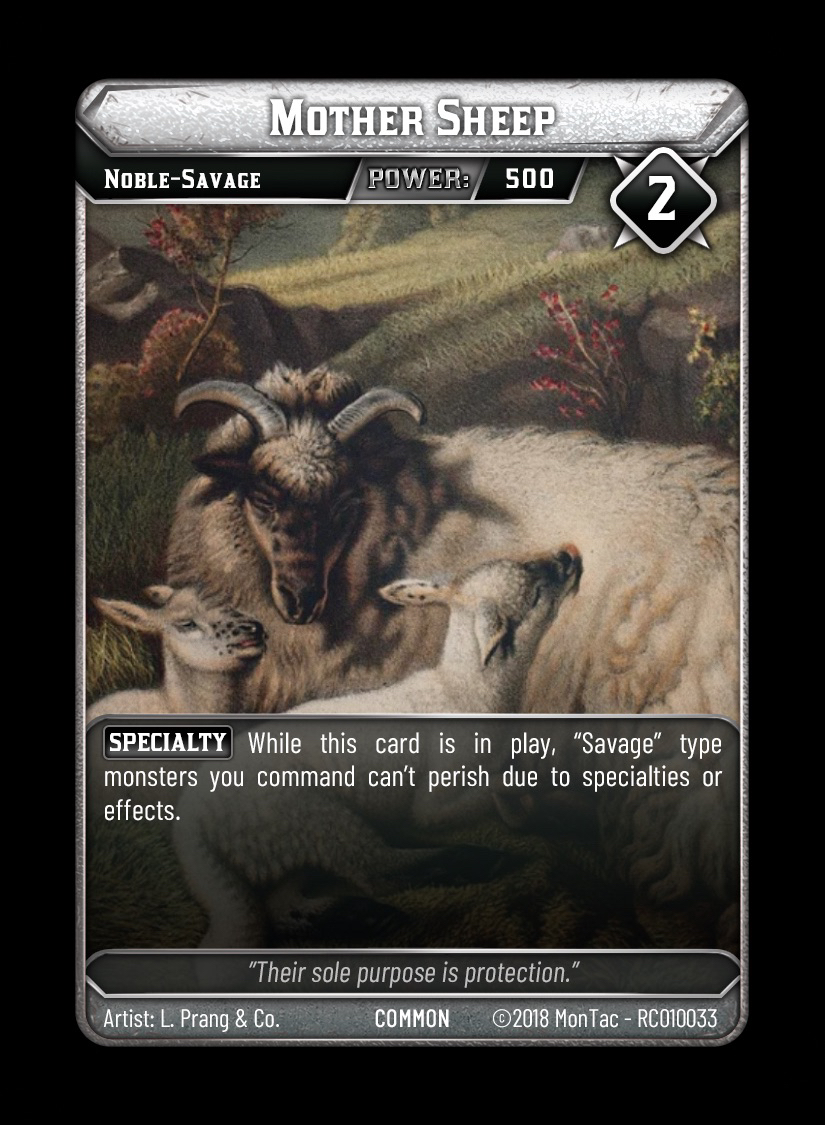 Mother Sheep
Noble-Savage POWER: 500
2
SPECIALTY While this card is in play, “Savage” type
monsters you command can’t perish due to specialties or
effects.
“Their sole purpose is protection.”
Artist: L. Prang & Co. COMMON ©2018 MonTac - RC010033